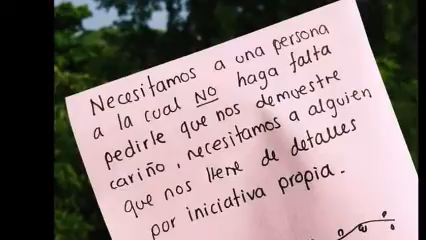 Necesitamos a una persona
a la cual NO haga falta
pedirle que nos demuestre
cariño, necesitamos a alguien
que nos llene de detalles
por iniciativa propia.